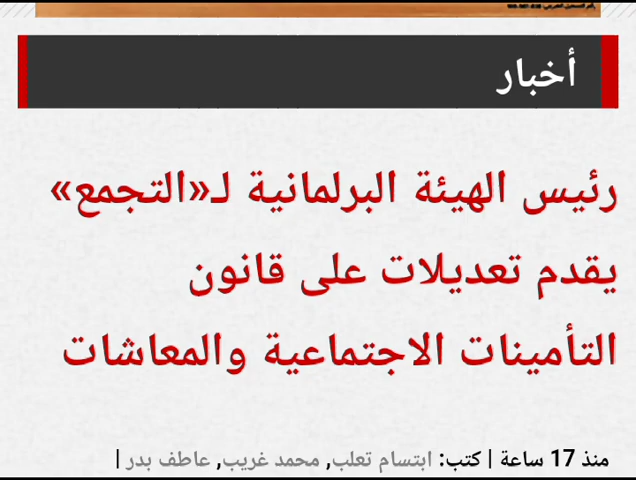 أخبار
رئيس الهيئة البرلمانية لـ«التجمع»
يقدم تعديلات على قانون
التأمينات الاجتماعية والمعاشات
منذ 17 ساعة | كتب: ابتسام تعلب, محمد غريب, عاطف بدر |